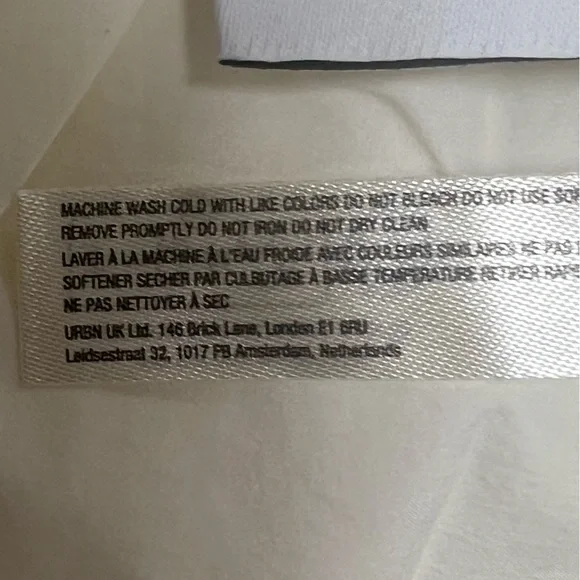 MACHINE WASH COLD WITH LIKE COLORS DO NOT BLEACH DO NOT USE
REMOVE PROMPTLY DO NOT IRON DO NOT DRY CLEAN
LAVER À LA MACHINE À L'EAU FROIDE AVEC COULEURS SIMILAIRES NE PAS
SOFTENER SECHER PAR CULBUTAGE À BASSE TEMPERATURE RETIRER
NE PAS NETTOYER À SEC
URBN UK Ltd. 146 Brick Lane, London E1 6RU
Leidsestraat 32, 1017 PB Amsterdam, Netherlands